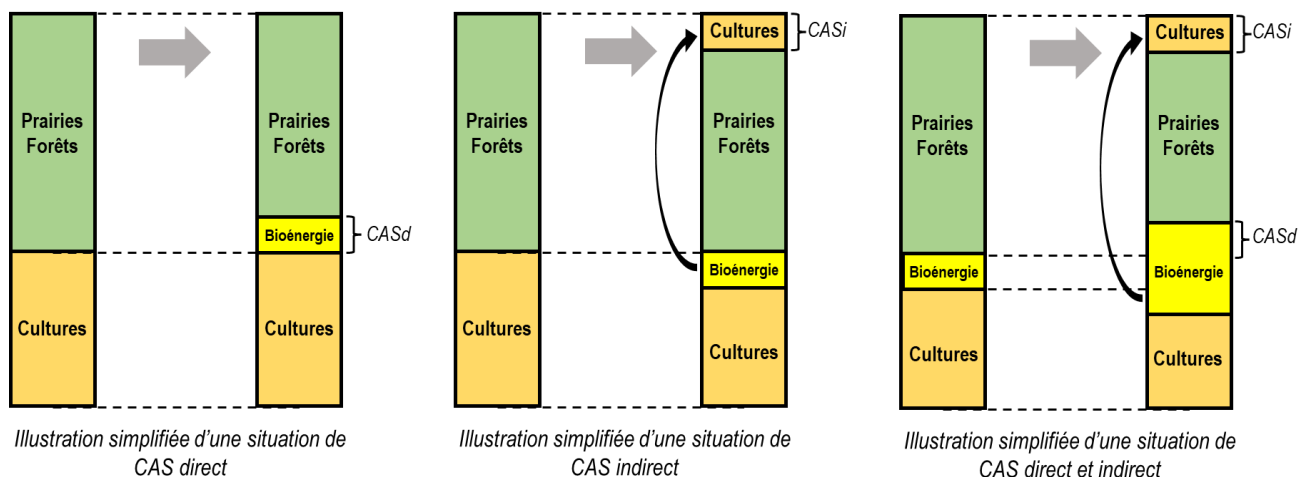 Prairies
Forêts
Cultures
Prairies
Forêts
Bioénergie
CASd
Cultures
Illustration simplifiée d’une situation de
CAS direct
Prairies
Forêts
Cultures
Cultures
CASi
Prairies
Forêts
Bioénergie
Cultures
Illustration simplifiée d’une situation de
CAS indirect
Prairies
Forêts
Bioénergie
Cultures
Cultures
CASi
Prairies
Forêts
CASd
Bioénergie
Cultures
Illustration simplifiée d’une situation de
CAS direct et indirect